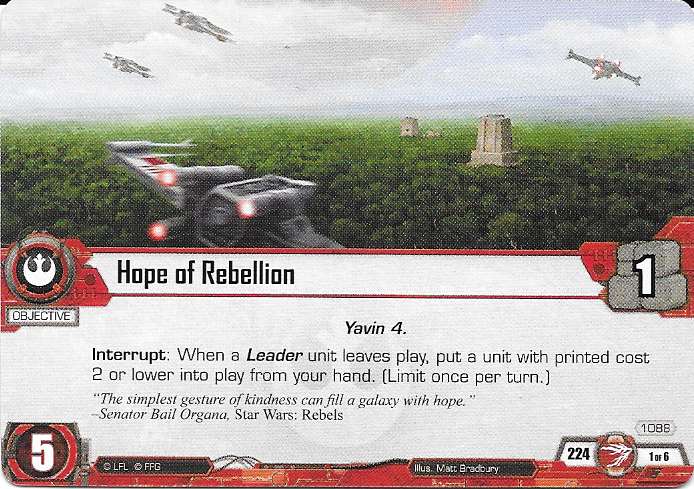 Hope of Rebellion
1
OBJECTIVE
Yavin 4.
Interrupt: When a Leader unit leaves play, put a unit with printed cost
2 or lower into play from your hand. (Limit once per turn.)
“The simplest gesture of kindness can fill a galaxy with hope.”
–Senator Bail Organa, Star Wars: Rebels
5
© LFL © FFG
Illus. Matt Bradbury
1086
224
1 OF 6